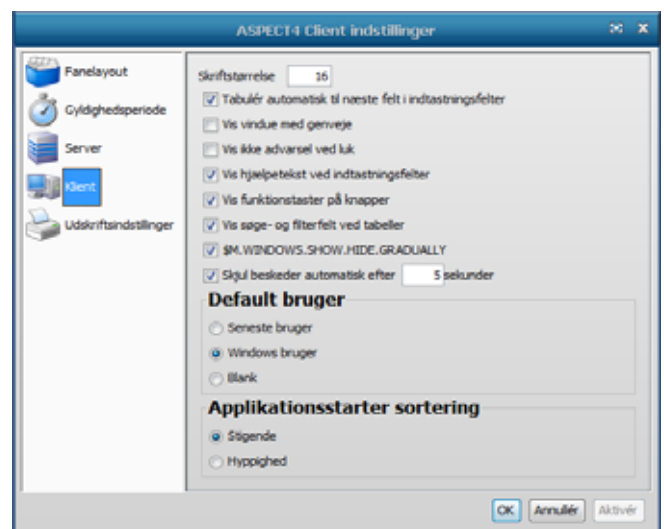 ASPECT4 Client indstillinger
Fanelayout
Gyldighedsperiode
Server
Klient
Udskriftsindstillinger
Skriftstørrelse 16
Tabulér automatisk til næste felt i indtastningsfelter
Vis vindue med genveje
Vis ikke advarsel ved luk
Vis hjælpetekst ved indtastningsfelter
Vis funktionstaster på knapper
Vis søge- og filterfelt ved tabeller
$M.WINDOWS.SHOW.HIDE.GRADUALLY
Skjul beskeder automatisk efter 5 sekunder
Default bruger
Seneste bruger
Windows bruger
Blank
Applikationsstarter sortering
Stigende
Hyppighed
OK Annullér Aktivér